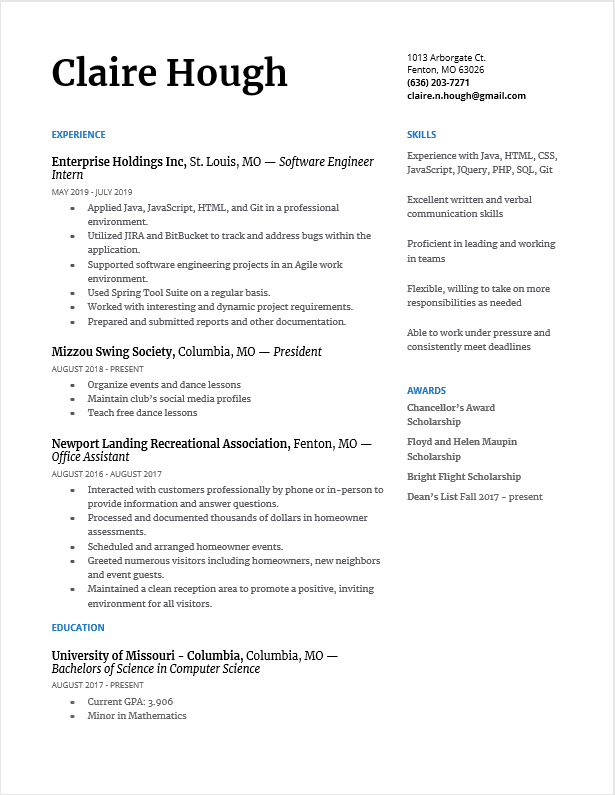 Claire Hough
1013 Arborgate Ct.
Fenton, MO 63026
(636) 203-7271
claire.n.hough@gmail.com
EXPERIENCE
Enterprise Holdings Inc, St. Louis, MO — Software Engineer
Intern
MAY 2019 - JULY 2019
Applied Java, JavaScript, HTML, and Git in a professional
environment.
Utilized JIRA and BitBucket to track and address bugs within the
application.
Supported software engineering projects in an Agile work
environment.
Used Spring Tool Suite on a regular basis.
Worked with interesting and dynamic project requirements.
Prepared and submitted reports and other documentation.
Mizzou Swing Society, Columbia, MO — President
AUGUST 2018 - PRESENT
Organize events and dance lessons
Maintain club's social media profiles
Teach free dance lessons
Newport Landing Recreational Association, Fenton, MO —
Office Assistant
AUGUST 2016 - AUGUST 2017
Interacted with customers professionally by phone or in-person to
provide information and answer questions.
Processed and documented thousands of dollars in homeowner
assessments.
Scheduled and arranged homeowner events.
Greeted numerous visitors including homeowners, new neighbors
and event guests.
Maintained a clean reception area to promote a positive, inviting
environment for all visitors.
EDUCATION
University of Missouri - Columbia, Columbia, MO —
Bachelors of Science in Computer Science
AUGUST 2017 - PRESENT
Current GPA: 3.906
Minor in Mathematics
SKILLS
Experience with Java, HTML, CSS,
JavaScript, JQuery, PHP, SQL, Git
Excellent written and verbal
communication skills
Proficient in leading and working
in teams
Flexible, willing to take on more
responsibilities as needed
Able to work under pressure and
consistently meet deadlines
AWARDS
Chancellor's Award
Scholarship
Floyd and Helen Maupin
Scholarship
Bright Flight Scholarship
Dean's List Fall 2017 - present